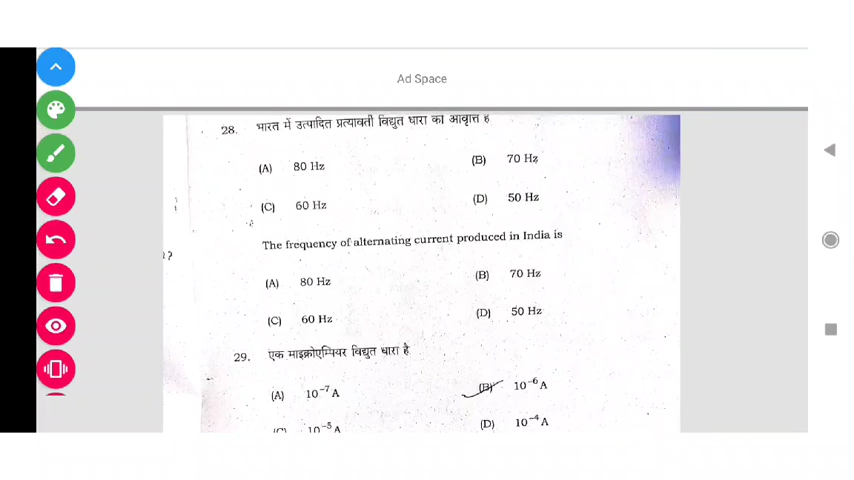 Ad Space
28. भारत में उत्पादित प्रत्यावर्ती विद्युत धारा की आवृत्ति है
(A) 80 Hz (B) 70 Hz
(C) 60 Hz (D) 50 Hz
?
The frequency of alternating current produced in India is
(A) 80 Hz (B) 70 Hz
(C) 60 Hz (D) 50 Hz
29. एक माइक्रोएम्पियर विद्युत धारा है
(A) 10⁻⁷ A (B) 10⁻⁶ A
(C) 10⁻⁵ A (D) 10⁻⁴ A